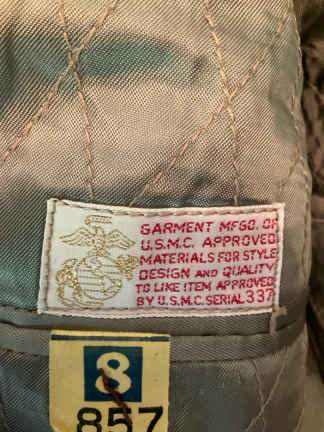 GARMENT MFGD. OF
U.S.M.C. APPROVED
MATERIALS FOR STYLE
DESIGN AND QUALITY
TO LIKE ITEM APPROVED
BY U.S.M.C. SERIAL 337
8
857